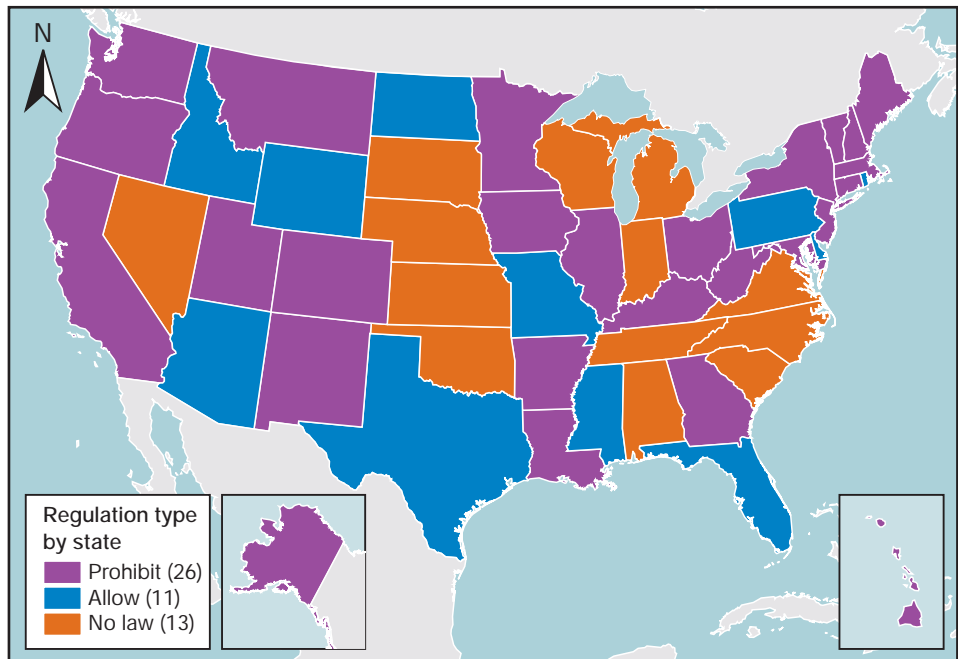 N
Regulation type
by state
Prohibit (26)
Allow (11)
No law (13)